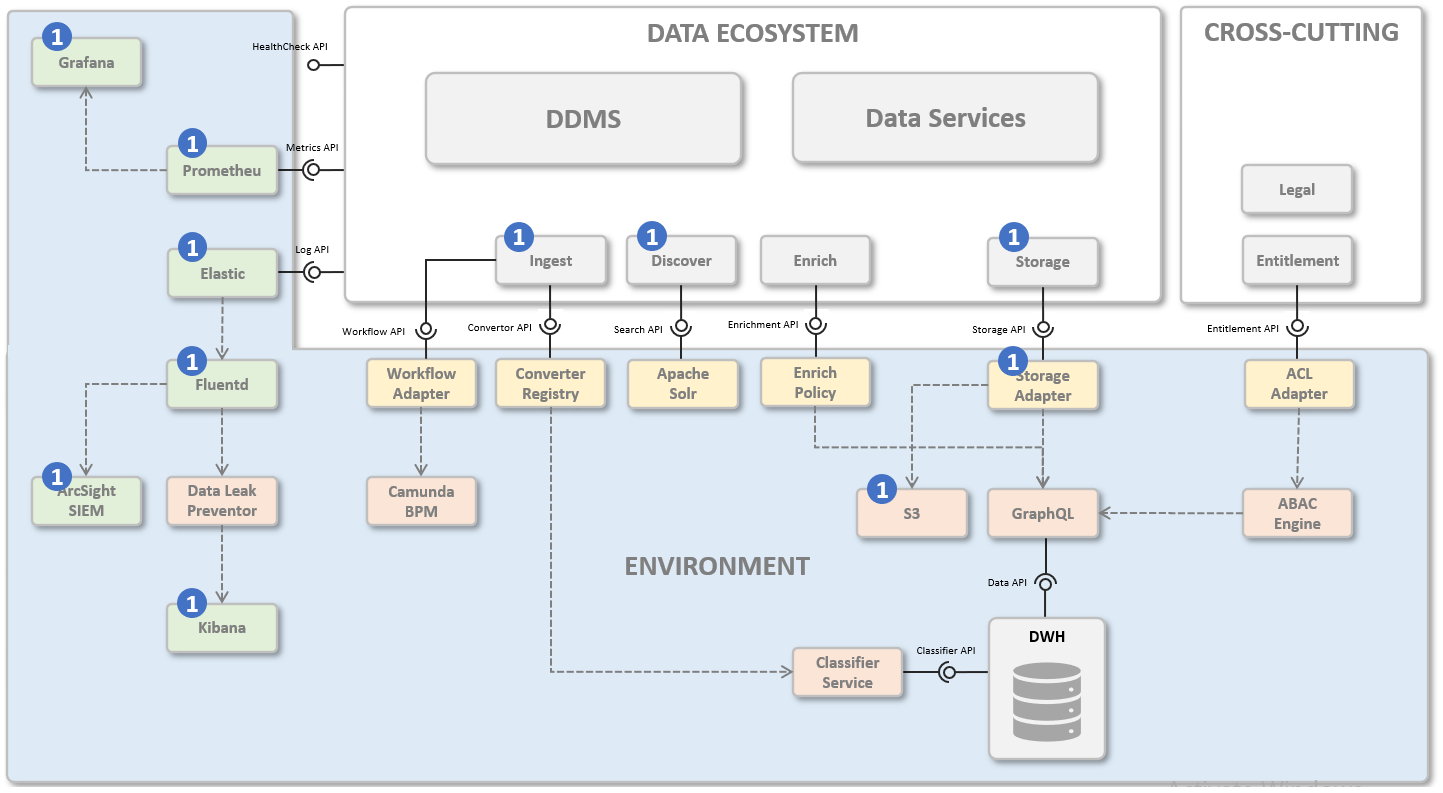 DATA ECOSYSTEM
CROSS-CUTTING
1
Grafana
HealthCheck API
DDMS
Data Services
1
Prometheu
Metrics API
Legal
1
Elastic
Log API
1
Ingest
1
Discover
Enrich
1
Storage
Entitlement
Workflow API
Convertor API
Search API
Enrichment API
Storage API
Entitlement API
1
Fluentd
Workflow
Adapter
Converter
Registry
Apache
Solr
Enrich
Policy
1
Storage
Adapter
ACL
Adapter
1
ArcSight
SIEM
Data Leak
Preventor
Camunda
BPM
1
S3
GraphQL
ABAC
Engine
ENVIRONMENT
Data API
1
Kibana
DWH
Classifier
Service
Classifier API
Activate Windows